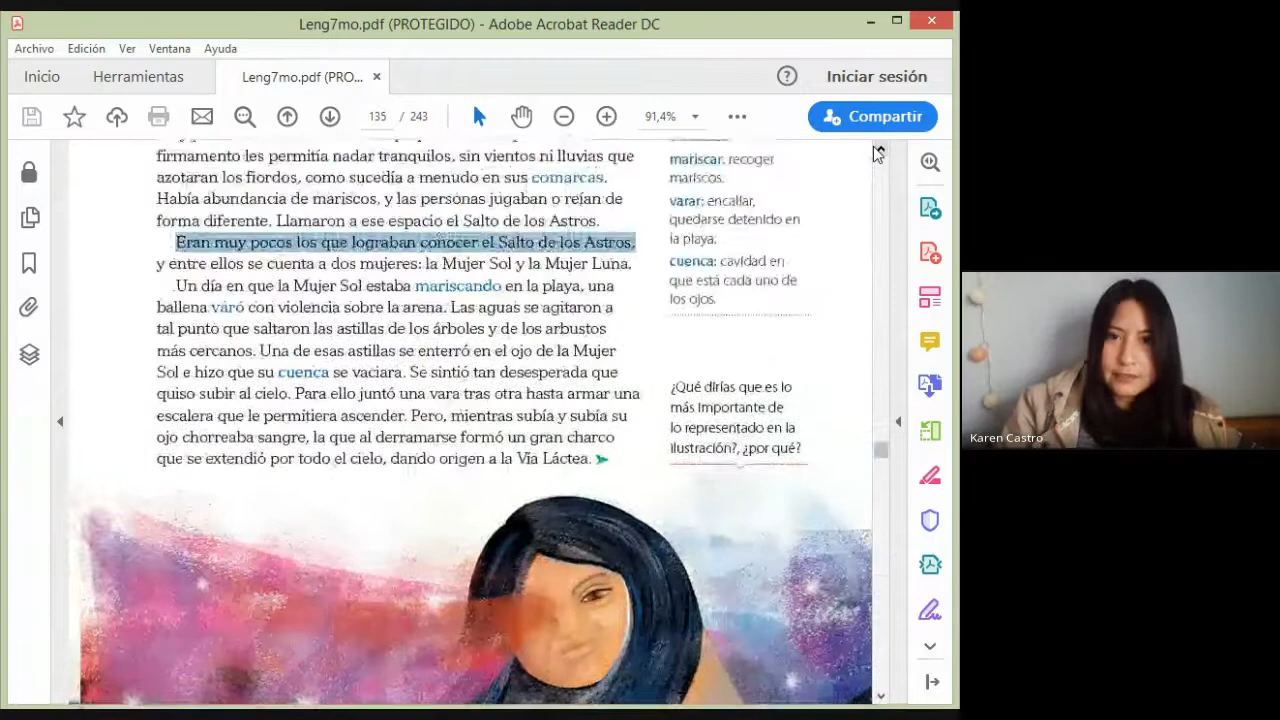 Leng7mo.pdf (PROTEGIDO) - Adobe Acrobat Reader DC
Archivo Edición Ver Ventana Ayuda
Inicio Herramientas Leng7mo.pdf (PRO... × Iniciar sesión
135 / 243 91,4% Compartir
firmamento les permitía nadar tranquilos, sin vientos ni lluvias que
azotaran los fiordos, como sucedía a menudo en sus comarcas.
Había abundancia de mariscos, y las personas jugaban o reían de
forma diferente. Llamaron a ese espacio el Salto de los Astros.
Eran muy pocos los que lograban conocer el Salto de los Astros,
y entre ellos se cuenta a dos mujeres: la Mujer Sol y la Mujer Luna.
Un día en que la Mujer Sol estaba mariscando en la playa, una
ballena varó con violencia sobre la arena. Las aguas se agitaron a
tal punto que saltaron las astillas de los árboles y de los arbustos
más cercanos. Una de esas astillas se enterró en el ojo de la Mujer
Sol e hizo que su cuenca se vaciara. Se sintió tan desesperada que
quiso subir al cielo. Para ello juntó una vara tras otra hasta armar una
escalera que le permitiera ascender. Pero, mientras subía y subía su
ojo chorreaba sangre, la que al derramarse formó un gran charco
que se extendió por todo el cielo, dando origen a la Vía Láctea.
mariscar: recoger
mariscos.
varar: encallar,
quedarse detenido en
la playa.
cuenca: cavidad en
que está cada uno de
los ojos.
¿Qué dirías que es lo
más importante de
lo representado en la
ilustración?, ¿por qué?
Karen Castro